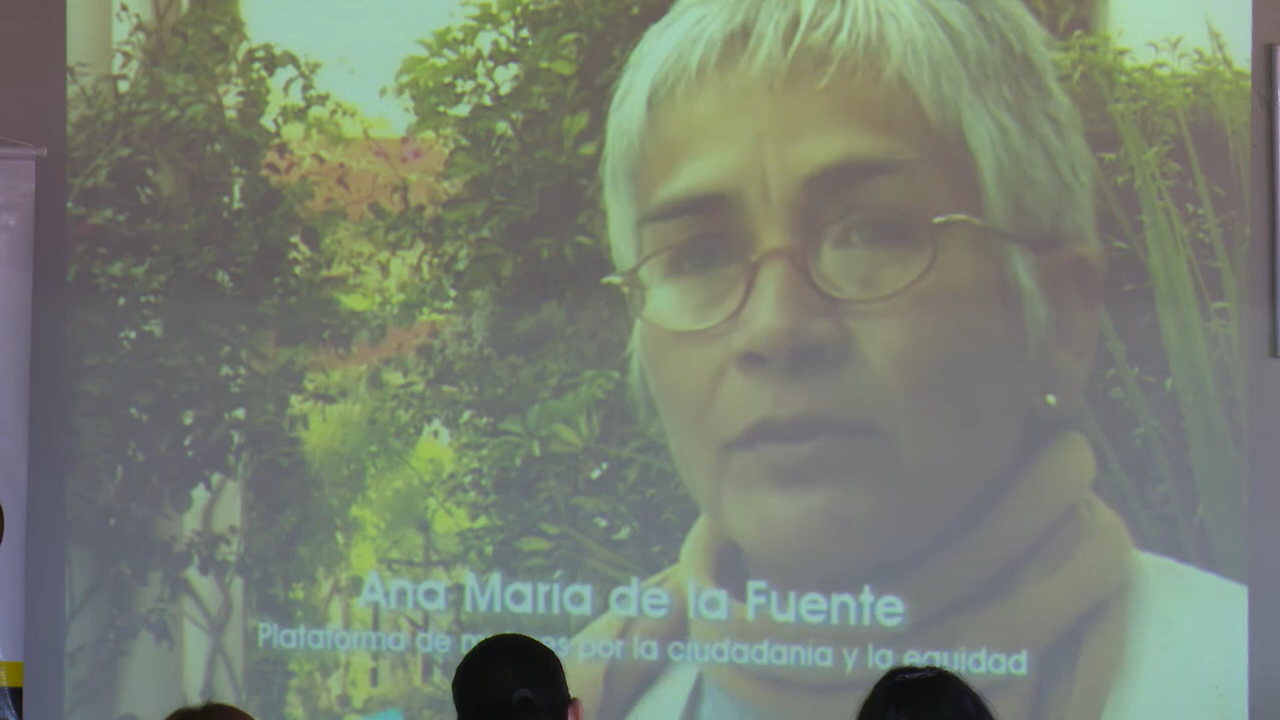 Ana María de la Fuente
Plataforma de por la ciudadanía y la equidad